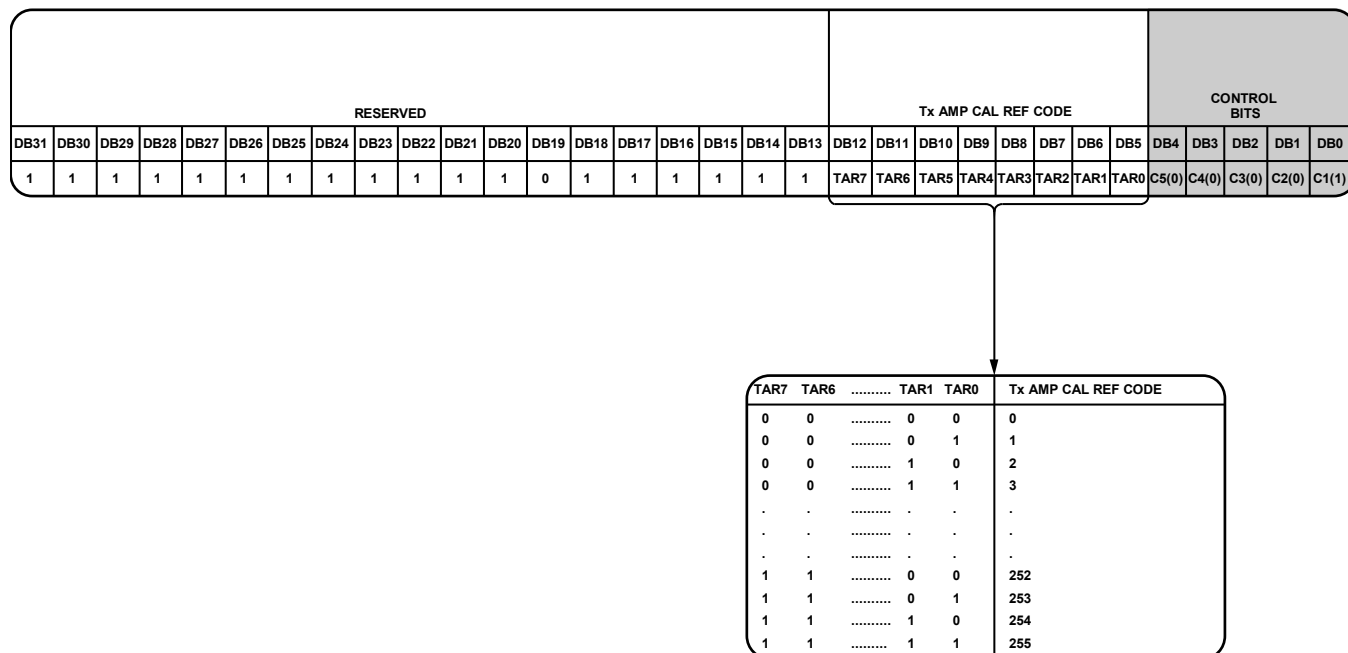 RESERVED
Tx AMP CAL REF CODE
CONTROL
BITS
DB31 DB30 DB29 DB28 DB27 DB26 DB25 DB24 DB23 DB22 DB21 DB20 DB19 DB18 DB17 DB16 DB15 DB14 DB13 DB12 DB11 DB10 DB9 DB8 DB7 DB6 DB5 DB4 DB3 DB2 DB1 DB0
1 1 1 1 1 1 1 1 1 1 1 1 0 1 1 1 1 1 1 TAR7 TAR6 TAR5 TAR4 TAR3 TAR2 TAR1 TAR0 C5(0) C4(0) C3(0) C2(0) C1(1)
TAR7 TAR6 .......... TAR1 TAR0 Tx AMP CAL REF CODE
0 0 .......... 0 0 0
0 0 .......... 0 1 1
0 0 .......... 1 0 2
0 0 .......... 1 1 3
. . .......... . . .
. . .......... . . .
. . .......... . . .
1 1 .......... 0 0 252
1 1 .......... 0 1 253
1 1 .......... 1 0 254
1 1 ......... 1 1 255